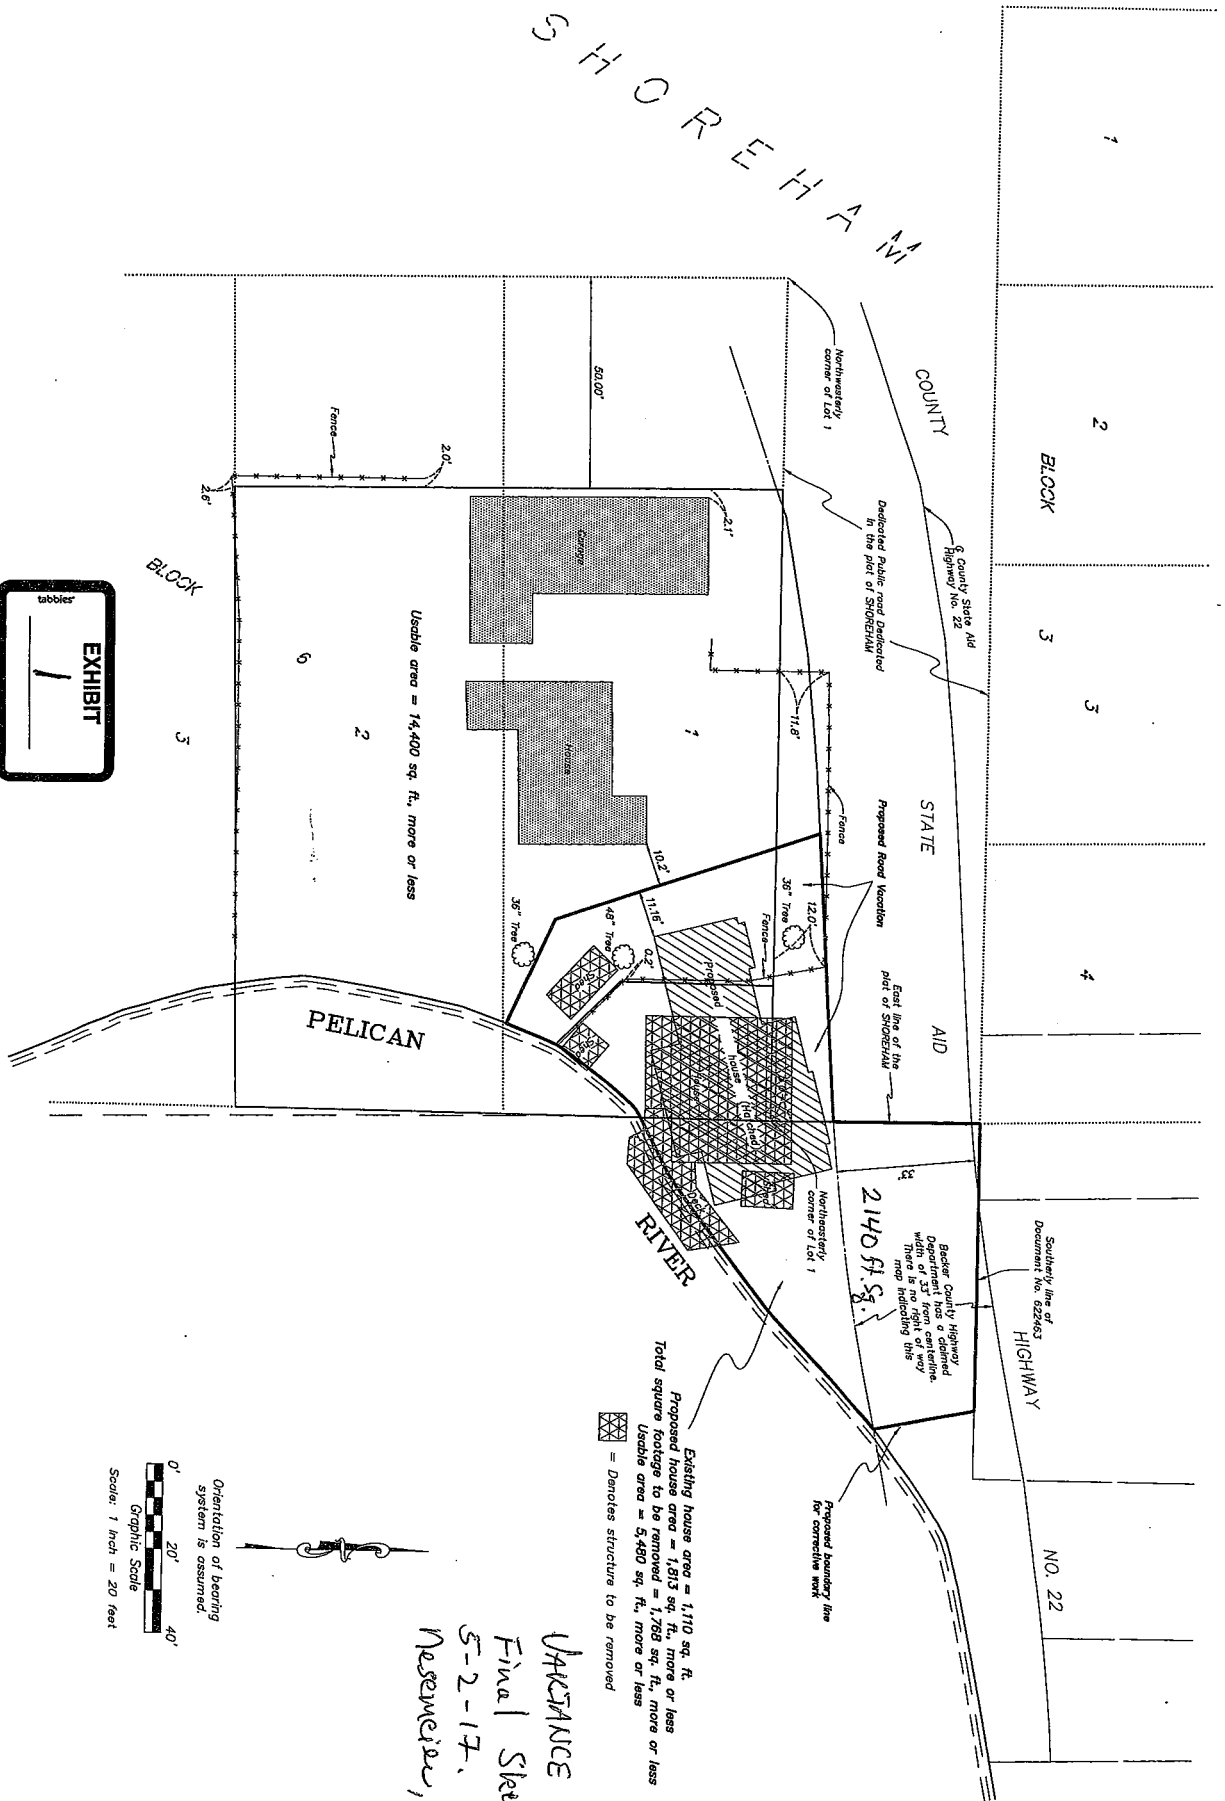 SHOREHAM
1
2
BLOCK
3
3
4
COUNTY
STATE
AID
HIGHWAY
NO. 22
℄ County State Aid
Highway No. 22
Northwesterly
corner of Lot 1
Dedicated Public road Dedicated
in the plat of SHOREHAM
Proposed Road Vacation
East line of the
plat of SHOREHAM
Southerly line of
Document No. 622463
Becker County Highway
Department has a claimed
width of 33' from centerline.
There is no right of way
map indicating this
33'
2140 ft. sq.
Northeasterly
corner of Lot 1
Proposed boundary line
for corrective work
50.00'
Fence
2.0'
2.6'
2.1'
Garage
11.8'
Fence
36" Tree
12.0'
Fence
10.2'
11.16'
0.2'
48" Tree
36" Tree
Shed
Shed
proposed
house
(Hatched)
House
Shed
Deck
House
1
2
6
3
BLOCK
Usable area = 14,400 sq. ft., more or less
PELICAN
RIVER
Existing house area = 1,110 sq. ft.
Proposed house area = 1,813 sq. ft., more or less
Total square footage to be removed = 1,768 sq. ft., more or less
Usable area = 5,480 sq. ft., more or less
= Denotes structure to be removed
Orientation of bearing
system is assumed.
0' 20' 40'
Graphic Scale
Scale: 1 inch = 20 feet
VARIANCE
Final Ske
5-2-17.
tabbies'
EXHIBIT
1